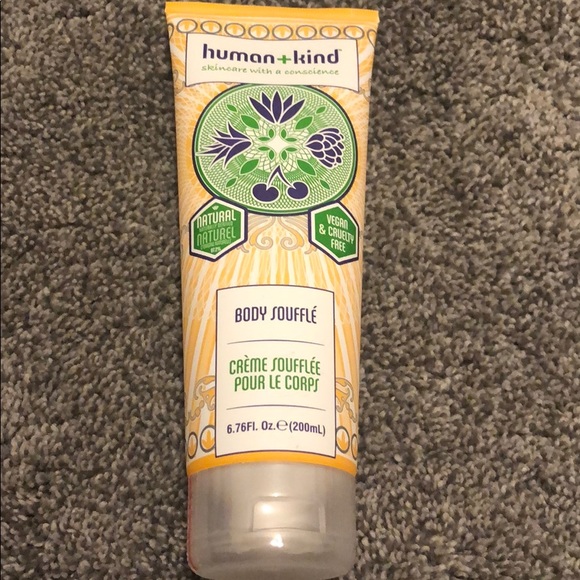 human+kind™
skincare with a conscience
NATURAL
NATUREL
VEGAN
& CRUELTY
FREE
BODY SOUFFLÉ
CRÈME SOUFFLÉE
POUR LE CORPS
6.76Fl. Oz. ℮ (200mL)